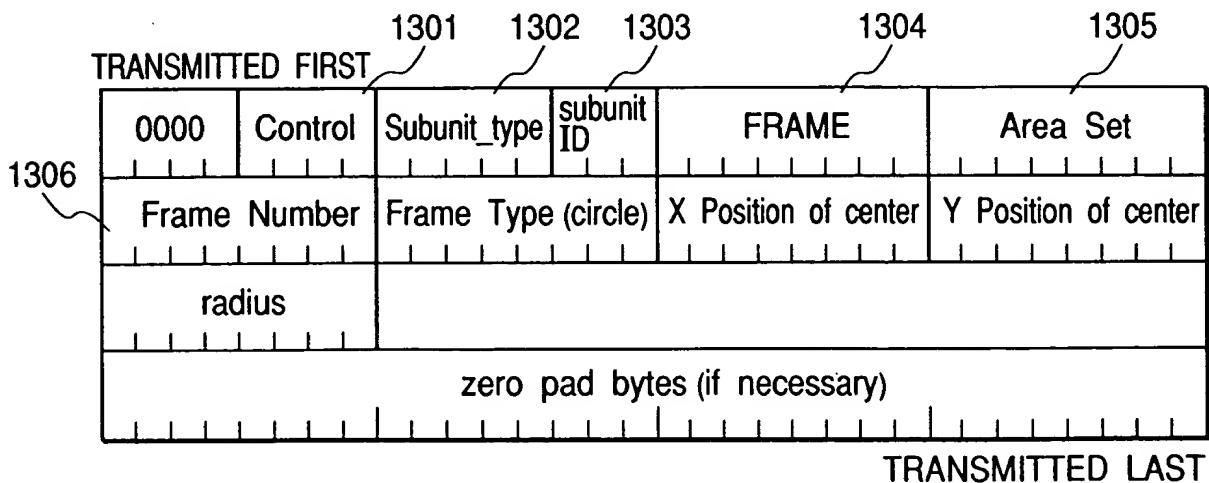 1301 1302 1303 1304 1305
TRANSMITTED FIRST
0000 Control Subunit_type subunit ID FRAME Area Set
1306
Frame Number Frame Type (circle) X Position of center Y Position of center
radius
zero pad bytes (if necessary)
TRANSMITTED LAST